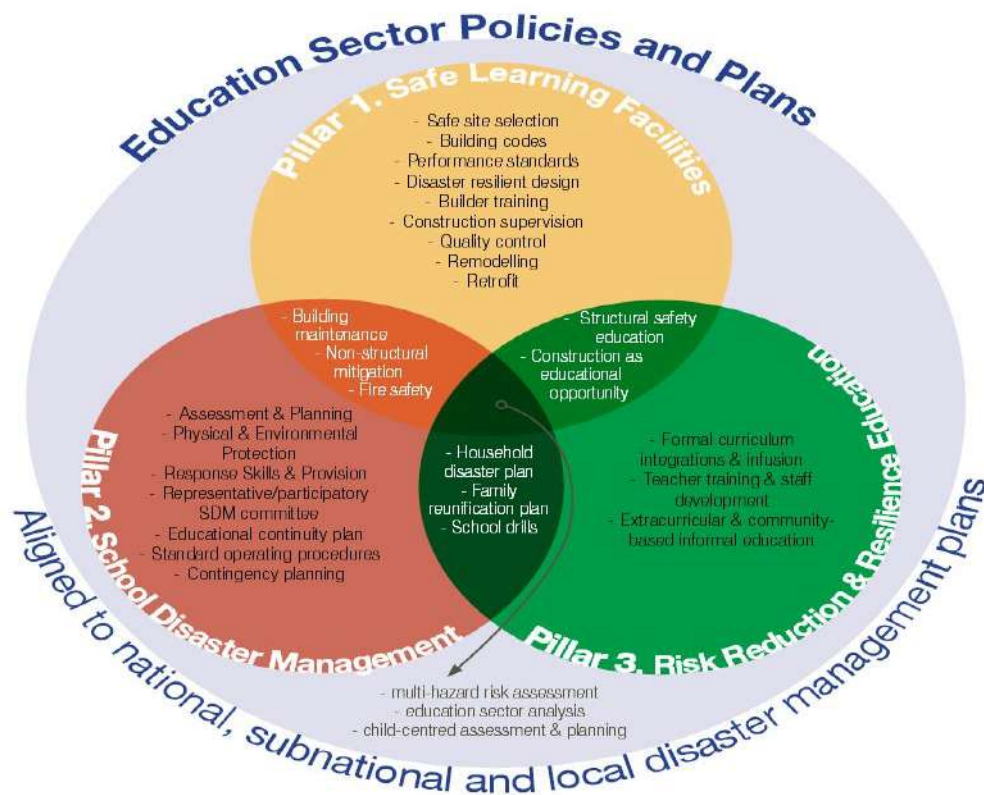 Education Sector Policies and Plans
Pillar 1. Safe Learning Facilities
- Safe site selection
- Building codes
- Performance standards
- Disaster resilient design
- Builder training
- Construction supervision
- Quality control
- Remodelling
- Retrofit
- Building
maintenance
- Non-structural
mitigation
- Fire safety
- Structural safety
education
- Construction as
educational
opportunity
Pillar 2. School Disaster Management
- Assessment & Planning
- Physical & Environmental
Protection
- Response Skills & Provision
- Representative/participatory
SDM committee
- Educational continuity plan
- Standard operating procedures
- Contingency planning
- Household
disaster plan
- Family
reunification plan
- School drills
Pillar 3. Risk Reduction & Resilience Education
- Formal curriculum
integrations & infusion
- Teacher training & staff
development
- Extracurricular & community-
based informal education
- multi-hazard risk assessment
- education sector analysis
- child-centred assessment & planning
Aligned to national, subnational and local disaster management plans